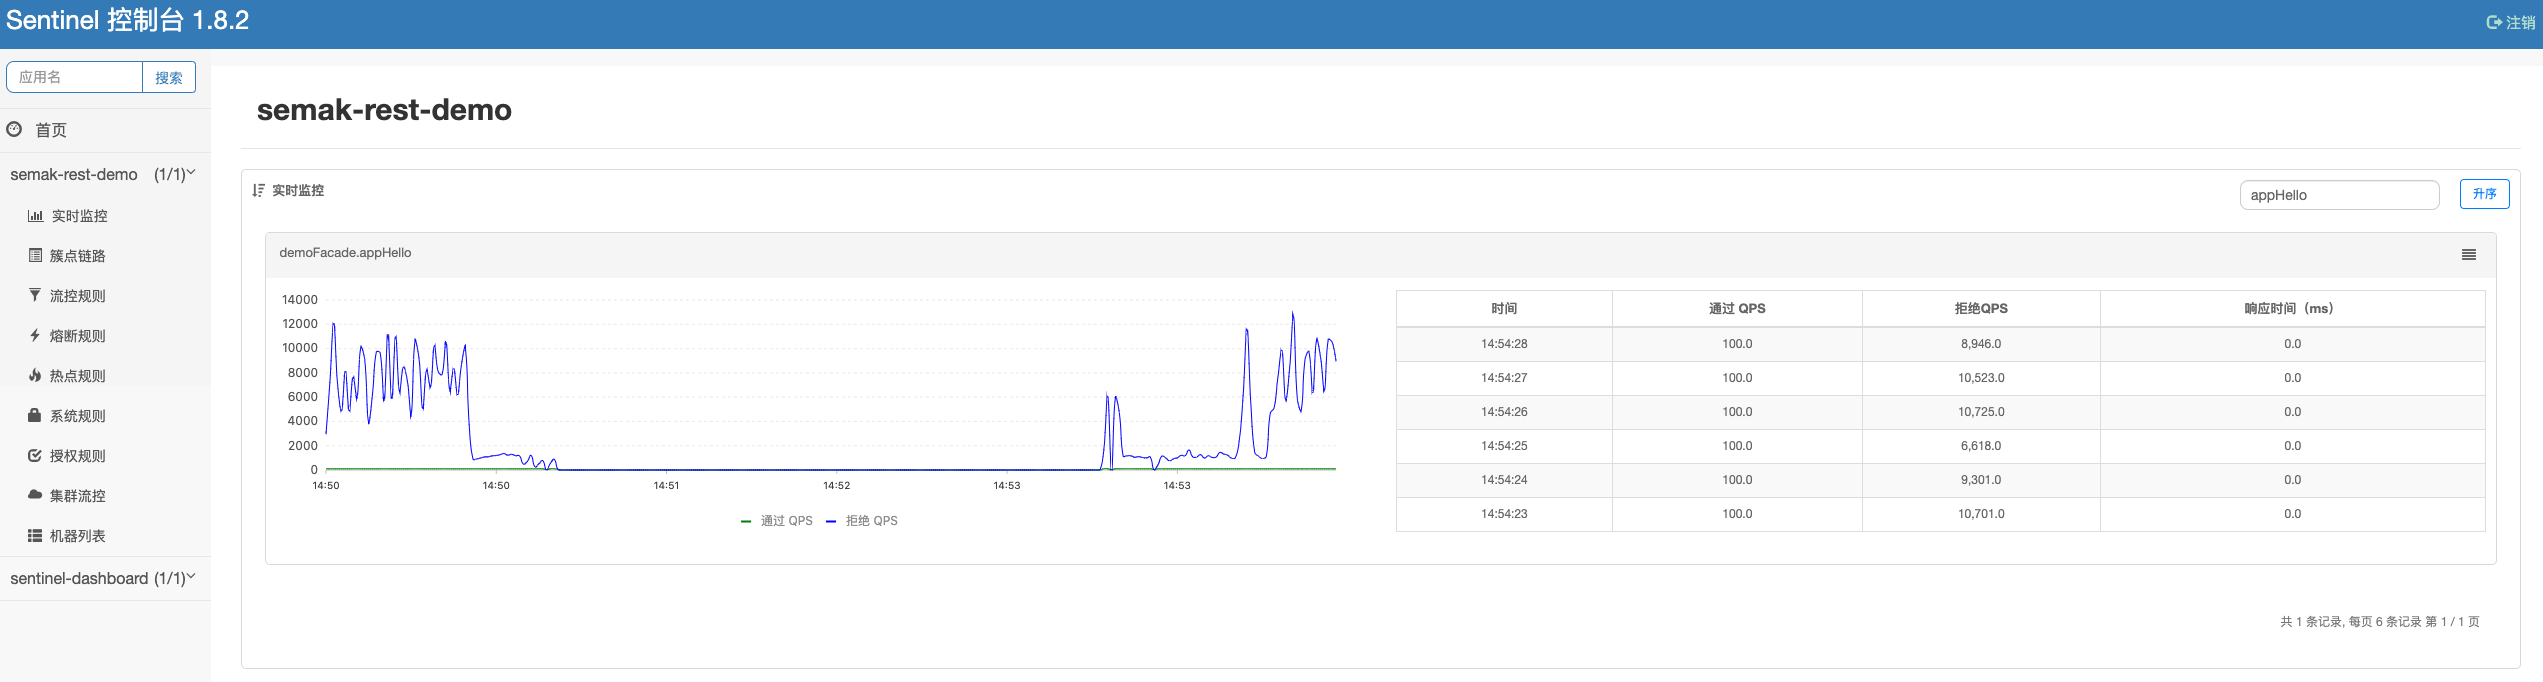 Sentinel 控制台 1.8.2
注销
应用名 搜索
首页
semak-rest-demo (1/1)
实时监控
簇点链路
流控规则
熔断规则
热点规则
系统规则
授权规则
集群流控
机器列表
sentinel-dashboard (1/1)
semak-rest-demo
实时监控 appHello 升序
demoFacade.appHello
14000
12000
10000
8000
6000
4000
2000
0
14:50 14:50 14:51 14:52 14:53 14:53
通过 QPS 拒绝 QPS
时间 通过 QPS 拒绝QPS 响应时间（ms）
14:54:28 100.0 8,946.0 0.0
14:54:27 100.0 10,523.0 0.0
14:54:26 100.0 10,725.0 0.0
14:54:25 100.0 6,618.0 0.0
14:54:24 100.0 9,301.0 0.0
14:54:23 100.0 10,701.0 0.0
共 1 条记录, 每页 6 条记录 第 1 / 1 页